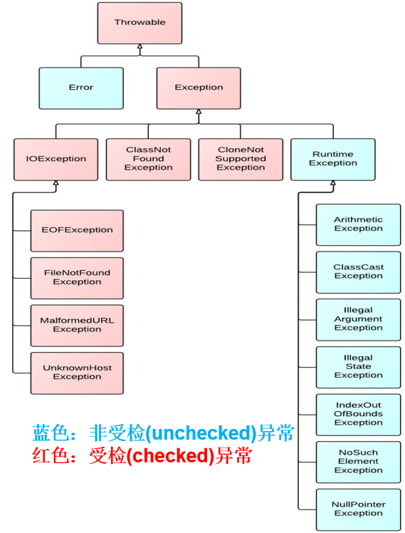 Throwable
Error
Exception
IOException
ClassNot
Found
Exception
CloneNot
Supported
Exception
Runtime
Exception
EOFException
FileNotFound
Exception
MalformedURL
Exception
UnknownHost
Exception
Arithmetic
Exception
ClassCast
Exception
Illegal
Argument
Exception
Illegal
State
Exception
IndexOut
OfBounds
Exception
NoSuch
Element
Exception
NullPointer
Exception
蓝色：非受检(unchecked)异常
红色：受检(checked)异常